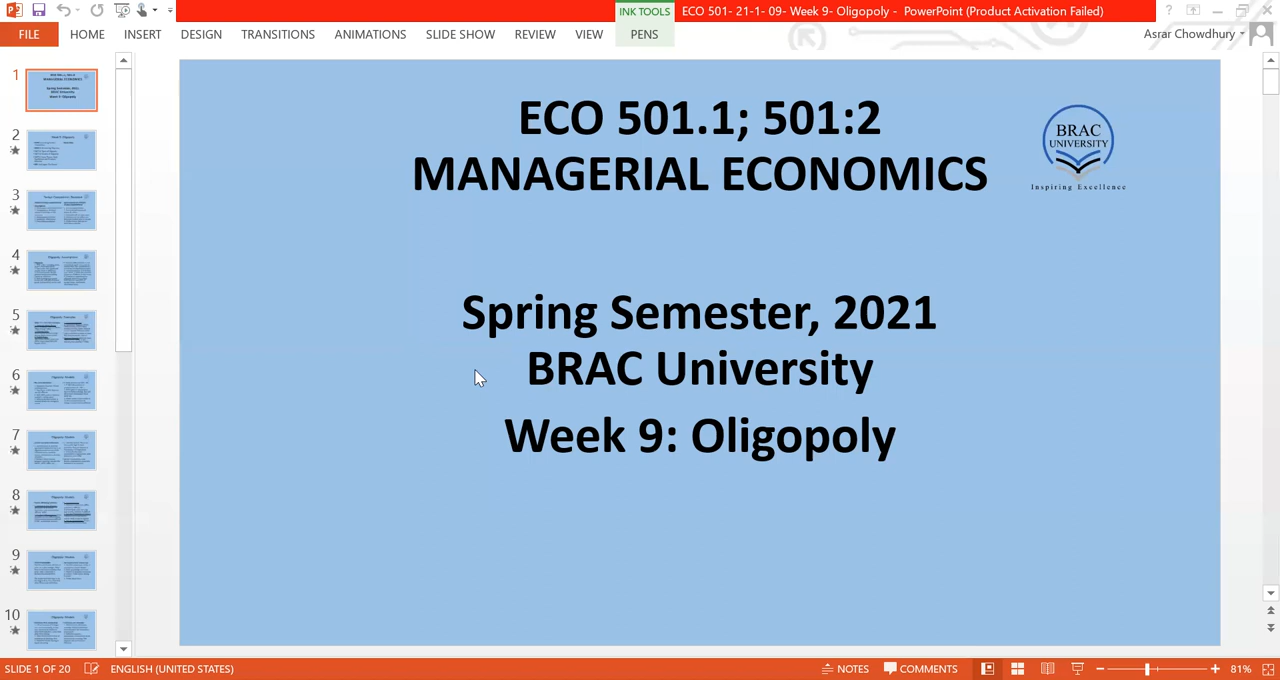 INK TOOLS
ECO 501- 21-1- 09- Week 9- Oligopoly - PowerPoint (Product Activation Failed)
FILE HOME INSERT DESIGN TRANSITIONS ANIMATIONS SLIDE SHOW REVIEW VIEW PENS Asrar Chowdhury
1
2
3
4
5
6
7
8
9
10
ECO 501.1; 501:2
MANAGERIAL ECONOMICS
BRAC
UNIVERSITY
Inspiring Excellence
Spring Semester, 2021
BRAC University
Week 9: Oligopoly
SLIDE 1 OF 20 ENGLISH (UNITED STATES) NOTES COMMENTS 81%